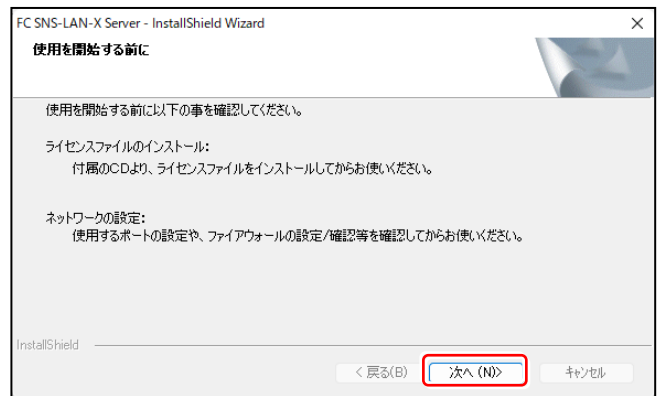 FC SNS-LAN-X Server - InstallShield Wizard
使用を開始する前に
使用を開始する前に以下の事を確認してください。
ライセンスファイルのインストール:
付属のCDより、ライセンスファイルをインストールしてからお使いください。
ネットワークの設定:
使用するポートの設定や、ファイアウォールの設定/確認等を確認してからお使いください。
InstallShield
< 戻る(B)
次へ (N)>
キャンセル